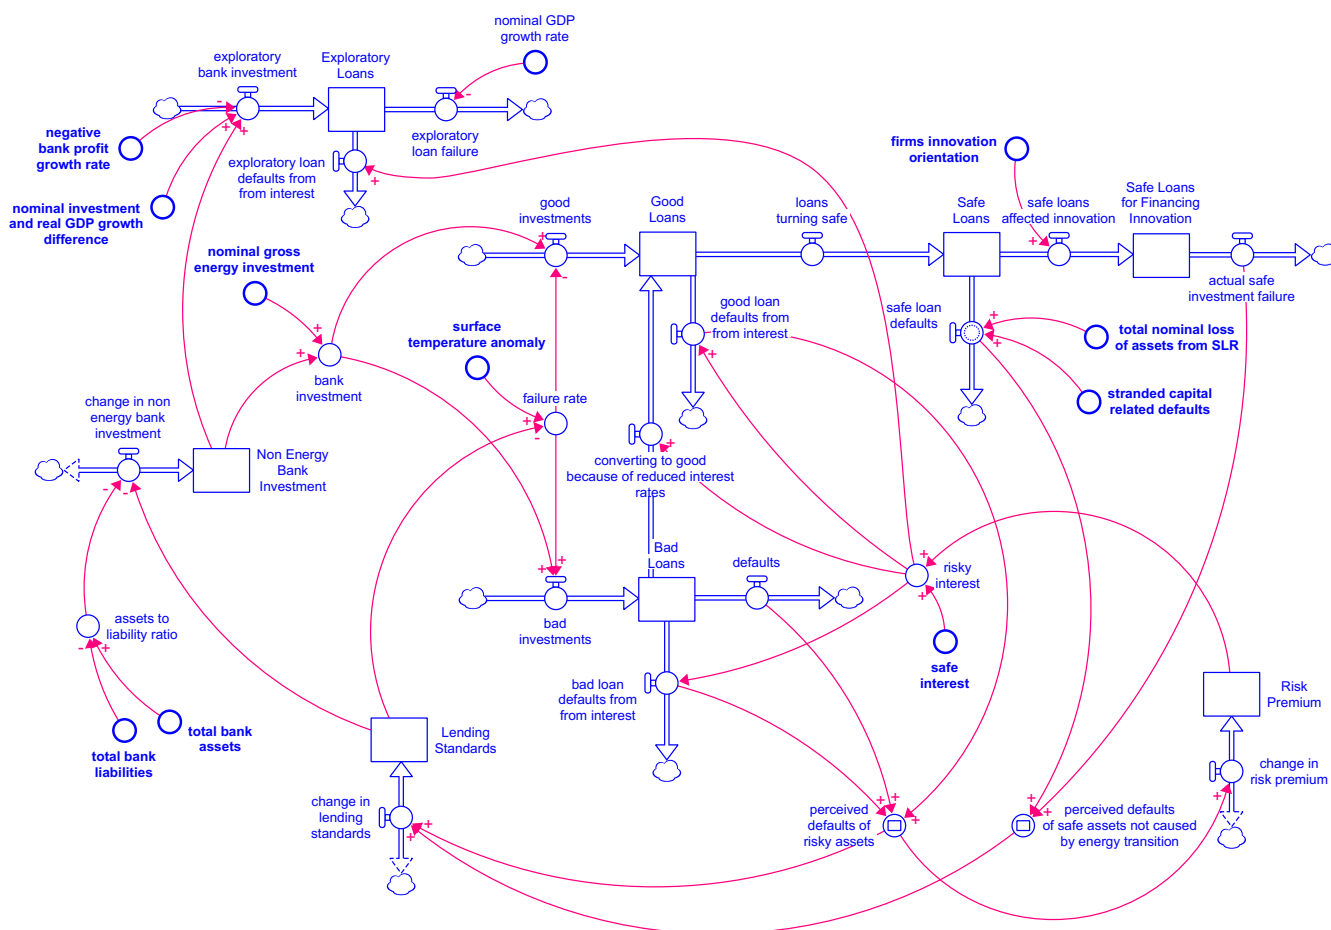 nominal GDP
growth rate
exploratory
bank investment
Exploratory
Loans
-
-
+
+
negative
bank profit
growth rate
exploratory
loan failure
exploratory loan
defaults from
from interest
+
nominal investment
and real GDP growth
difference
firms innovation
orientation
good
investments
Good
Loans
loans
turning safe
Safe
Loans
safe loans
affected innovation
Safe Loans
for Financing
Innovation
+
-
+
nominal gross
energy investment
actual safe
investment failure
good loan
defaults from
from interest
safe loan
defaults
+
+
total nominal loss
of assets from SLR
surface
temperature anomaly
+
+
+
bank
investment
stranded capital
related defaults
change in non
energy bank
investment
failure rate
+
-
Non Energy
Bank
Investment
-
-
+
converting to good
because of reduced interest
rates
Bad
Loans
defaults
+
+
+
+
risky
interest
bad
investments
assets to
liability ratio
-
+
safe
interest
+
bad loan
defaults from
from interest
Risk
Premium
total bank
assets
total bank
liabilities
Lending
Standards
change in
risk premium
+
change in
lending
standards
+
+
+
+
+
perceived
defaults of
risky assets
+
+
perceived defaults
of safe assets not caused
by energy transition